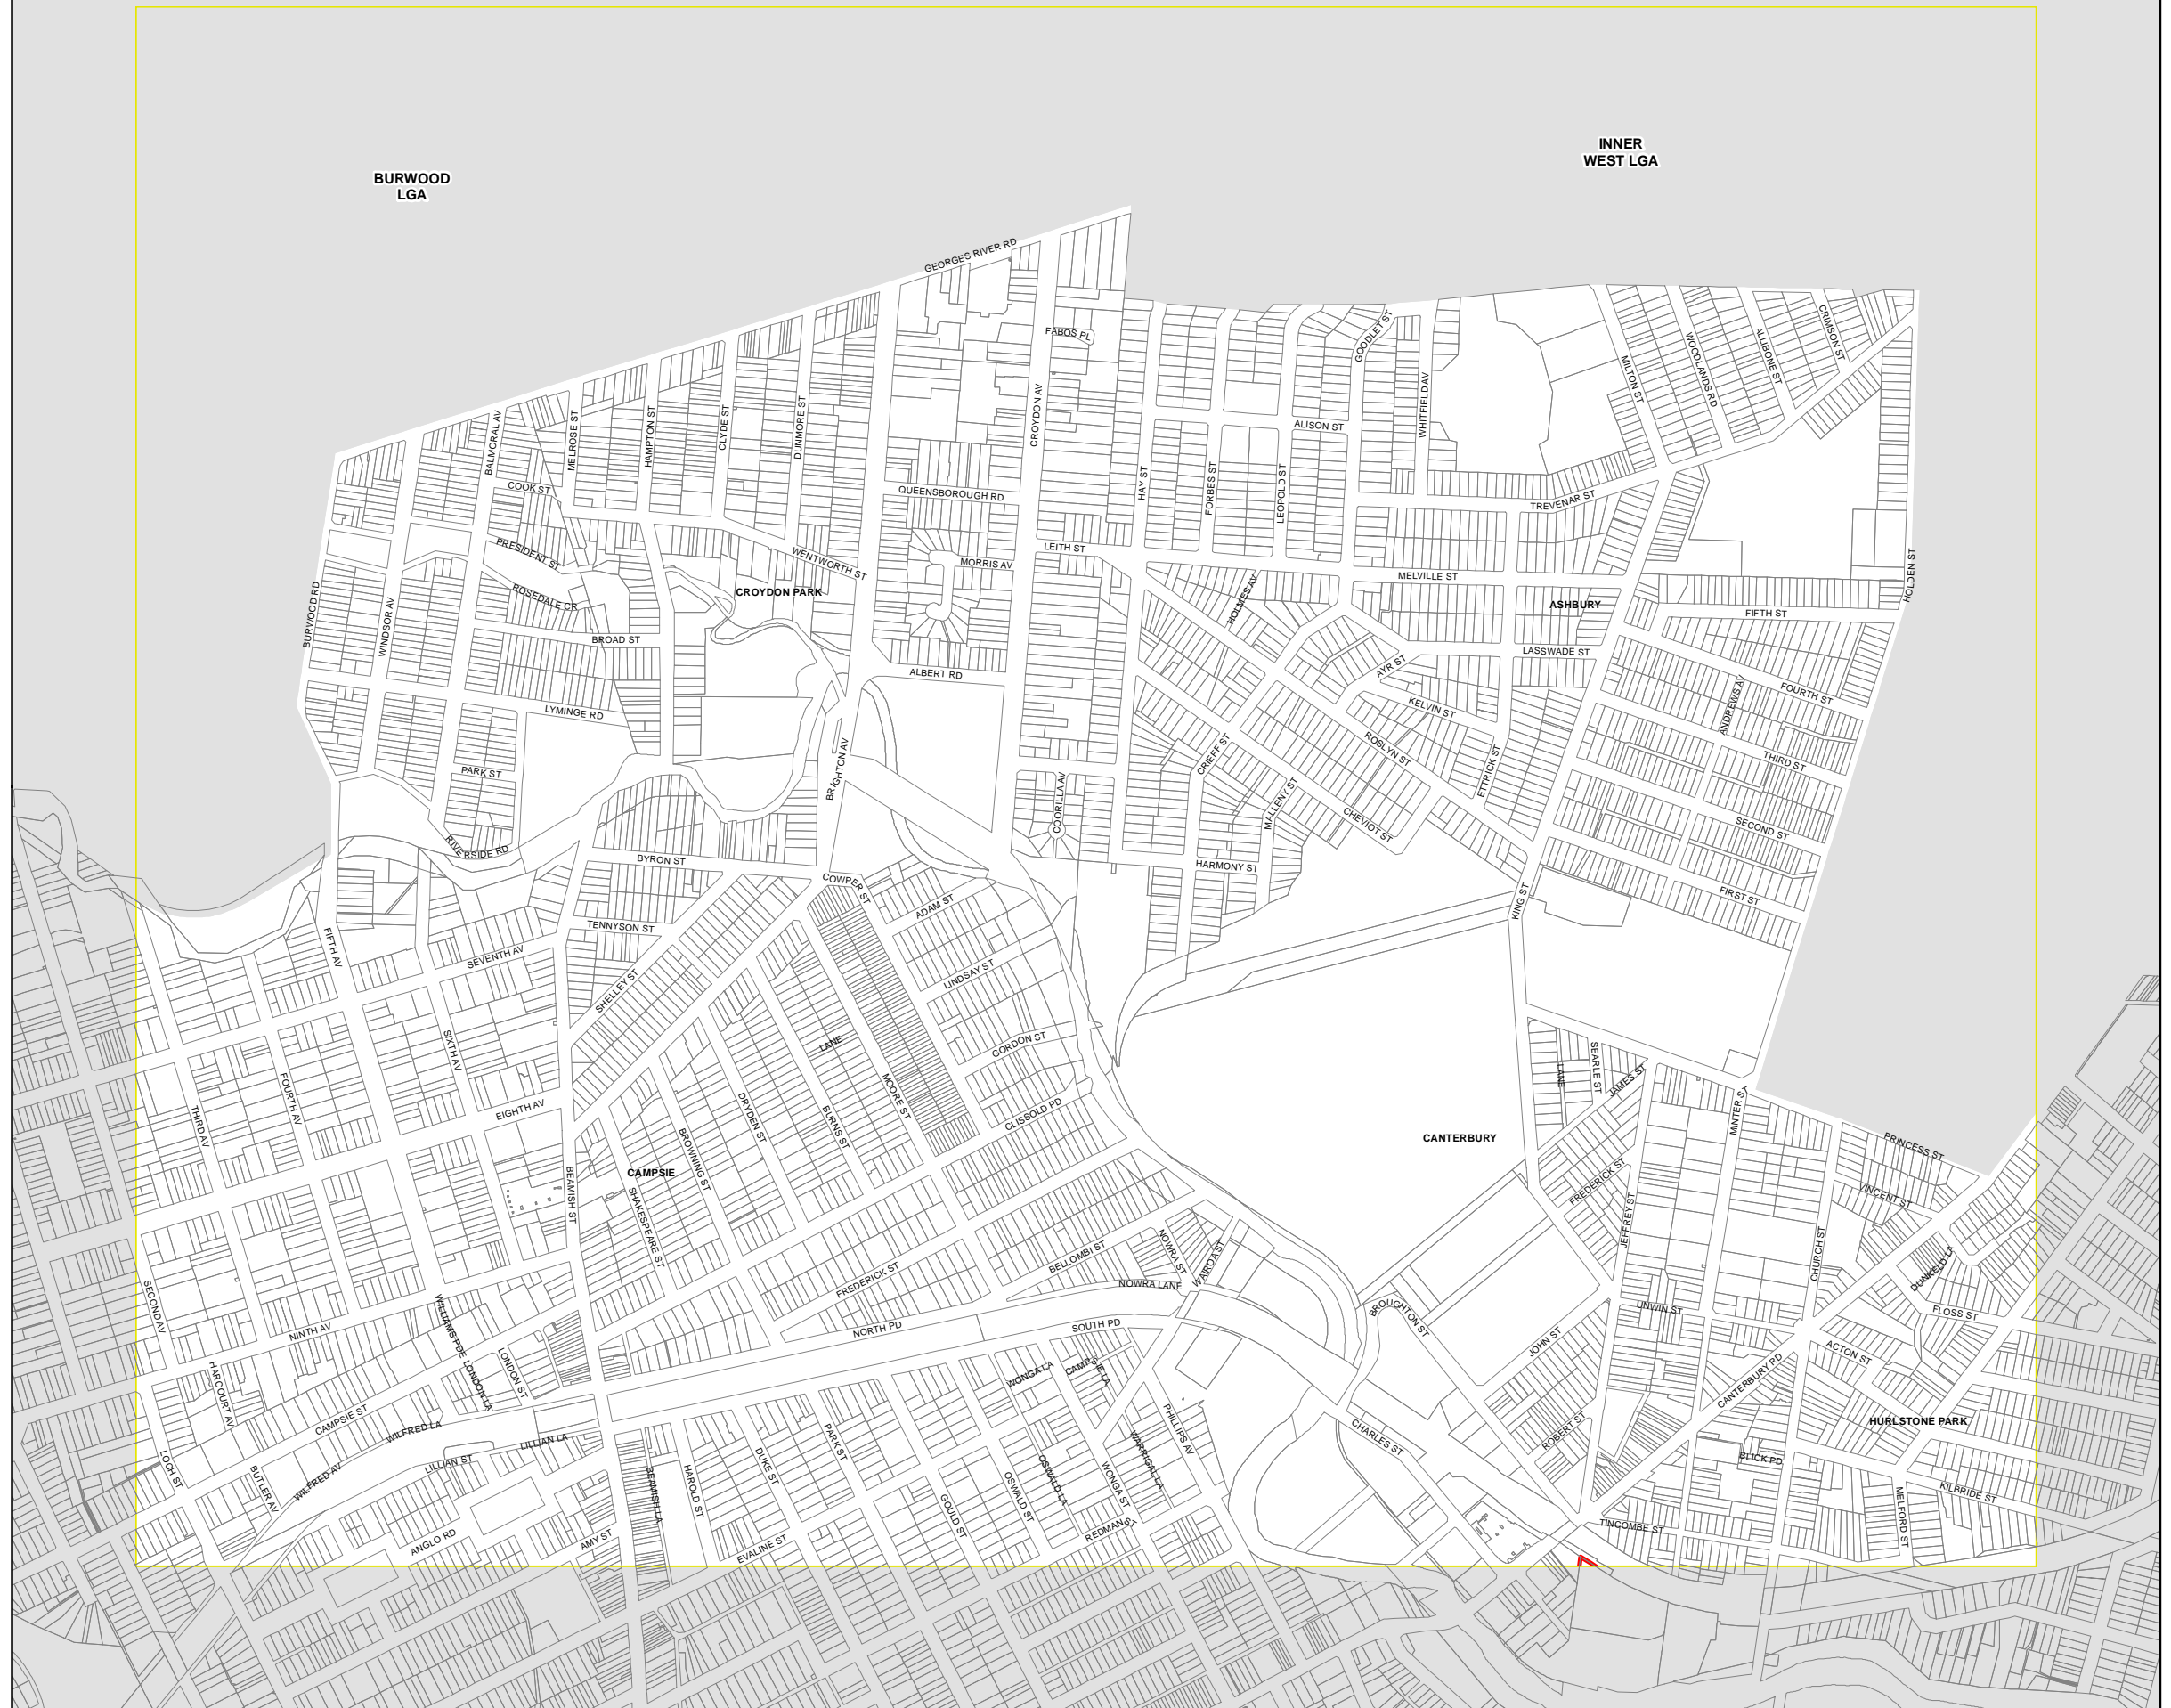 INNER
WEST LGA
BURWOOD
LGA
GEORGES RIVER RD
FABOS PL
GOODLET ST
CRIMSON ST
ALLIBONE ST
WOODLANDS RD
MILTON ST
WHITFIELD AV
CROYDON AV
DUNMORE ST
CLYDE ST
HAMPTON ST
MELROSE ST
BALMORAL AV
ALISON ST
HAY ST
FORBES ST
LEOPOLD ST
COOK ST
QUEENSBOROUGH RD
TREVENAR ST
PRESIDENT ST
WENTWORTH ST
LEITH ST
MORRIS AV
MELVILLE ST
HOLDEN ST
CROYDON PARK
ROSEDALE CR
HOLMES AV
ASHBURY
FIFTH ST
BURWOOD RD
WINDSOR AV
BROAD ST
LASSWADE ST
AYR ST
ALBERT RD
FOURTH ST
ANDREWS AV
KELVIN ST
LYMINGE RD
ROSLYN ST
CRIEFF ST
THIRD ST
PARK ST
BRIGHTON AV
ETTRICK ST
COORILLA AV
MALLENY ST
CHEVIOT ST
SECOND ST
RIVERSIDE RD
BYRON ST
HARMONY ST
COWPER ST
FIRST ST
KING ST
ADAM ST
TENNYSON ST
FIFTH AV
SEVENTH AV
LINDSAY ST
SHELLEY ST
SIXTH AV
LANE
GORDON ST
LANE
SEARLE ST
JAMES ST
FOURTH AV
THIRD AV
EIGHTH AV
MOORE ST
DRYDEN ST
BURNS ST
CLISSOLD PD
MINTER ST
CANTERBURY
PRINCESS ST
BROWNING ST
CAMPSIE
BEAMISH ST
SHAKESPEARE ST
FREDERICK ST
VINCENT ST
JEFFREY ST
CHURCH ST
NOWRA ST
WAIROA ST
BELLOMBI ST
FREDERICK ST
NOWRA LANE
DUNKELD LA
SECOND AV
WILLIAMS PDE
NINTH AV
NORTH PD
SOUTH PD
BROUGHTON ST
UNWIN ST
FLOSS ST
JOHN ST
ACTON ST
HARCOURT AV
LONDON LA
LONDON ST
WONGA LA
CAMPSIE LA
CANTERBURY RD
CAMPSIE ST
WILFRED LA
PHILLIPS AV
CHARLES ST
ROBERT ST
HURLSTONE PARK
LILLIAN LA
LILLIAN ST
PARK ST
DUKE ST
WARRIGAL LA
BLICK PD
LOCH ST
BUTLER AV
WILFRED AV
BEAMISH LA
HAROLD ST
OSWALD ST
OSWALD LA
WONGA ST
GOULD ST
KILBRIDE ST
MELFORD ST
ANGLO RD
AMY ST
EVALINE ST
TINCOMBE ST